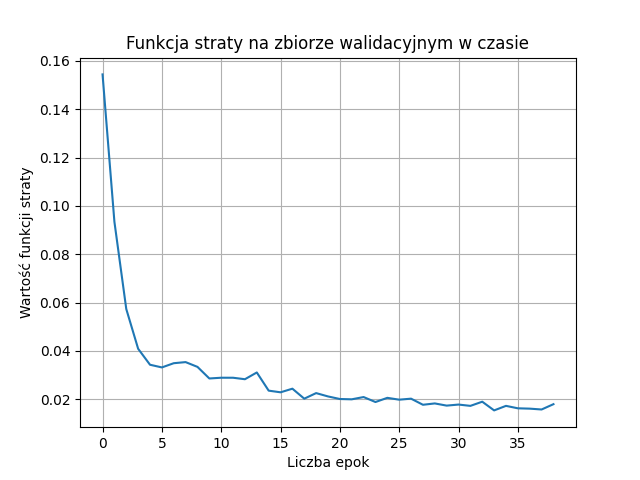 Funkcja straty na zbiorze walidacyjnym w czasie
0.16
0.14
0.12
0.10
0.08
0.06
0.04
0.02
Wartość funkcji straty
0 5 10 15 20 25 30 35
Liczba epok